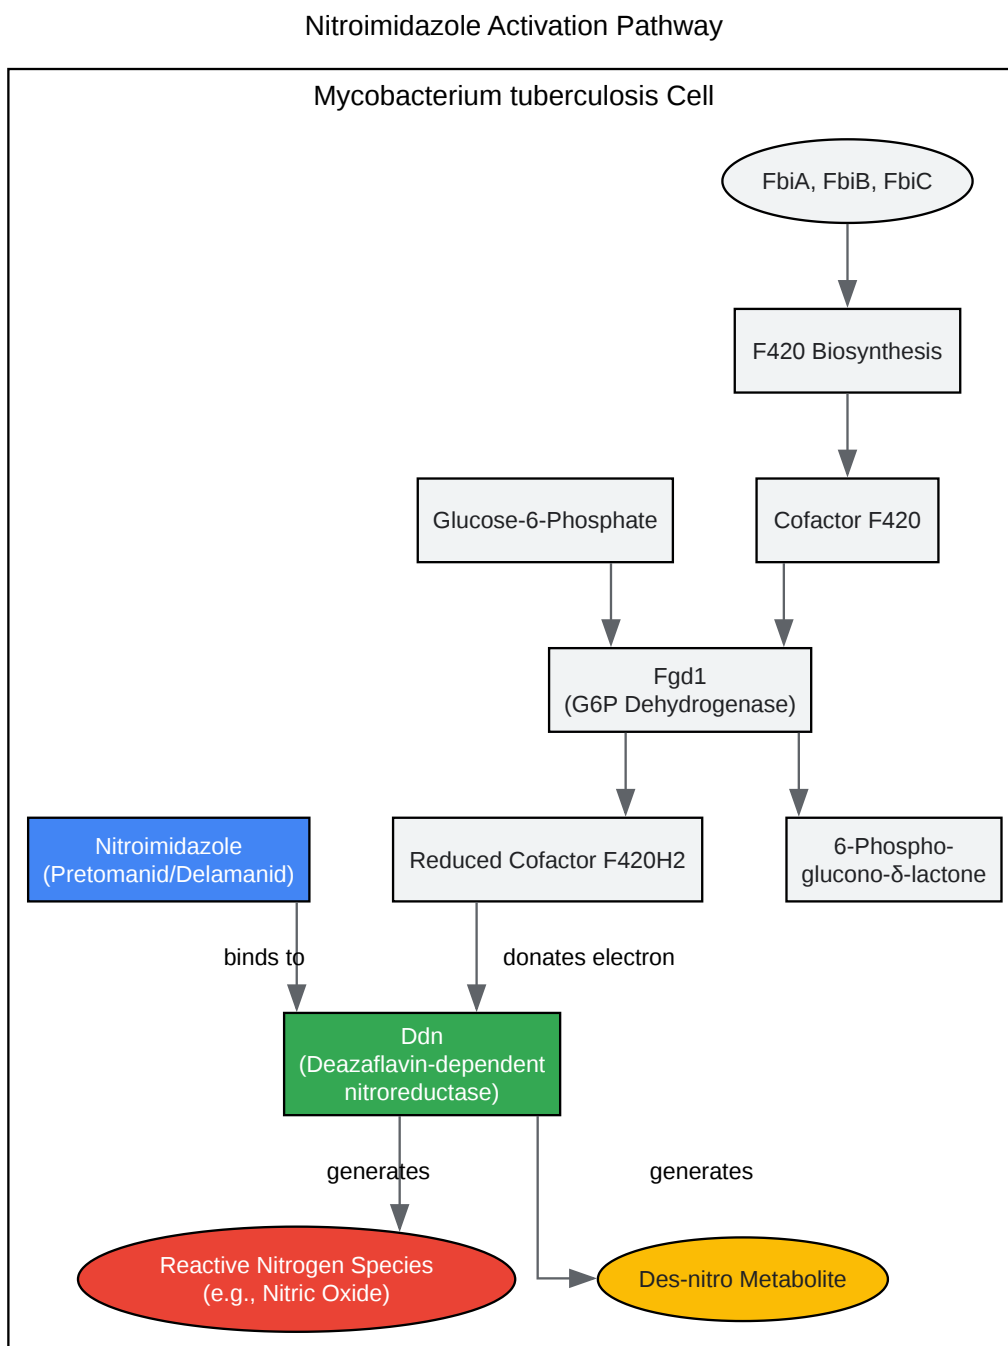 Nitroimidazole Activation Pathway
Mycobacterium tuberculosis Cell
FbiA, FbiB, FbiC
F420 Biosynthesis
Glucose-6-Phosphate
Cofactor F420
Fgd1
(G6P Dehydrogenase)
Nitroimidazole
(Pretomanid/Delamanid)
Reduced Cofactor F420H2
6-Phospho-
glucono-δ-lactone
binds to
donates electron
Ddn
(Deazaflavin-dependent
nitroreductase)
generates
generates
Reactive Nitrogen Species
(e.g., Nitric Oxide)
Des-nitro Metabolite